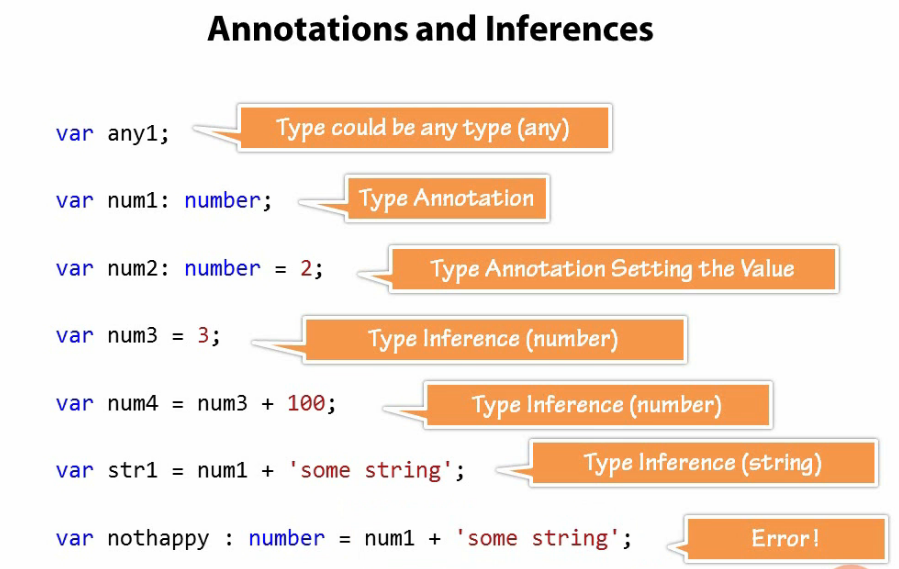 Annotations and Inferences
var any1; Type could be any type (any)
var num1: number; Type Annotation
var num2: number = 2; Type Annotation Setting the Value
var num3 = 3; Type Inference (number)
var num4 = num3 + 100; Type Inference (number)
var str1 = num1 + 'some string'; Type Inference (string)
var nothappy : number = num1 + 'some string'; Error!